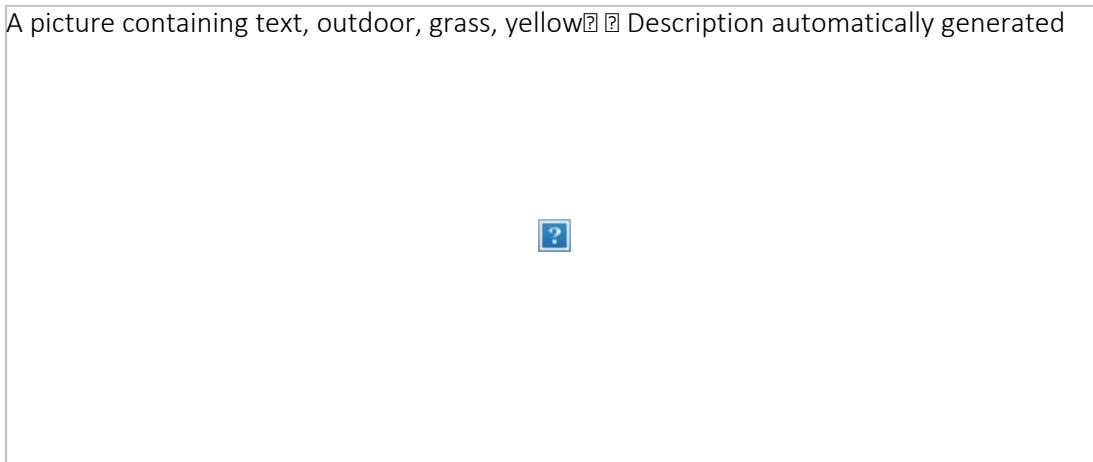 A picture containing text, outdoor, grass, yellow⍰ ⍰ Description automatically generated
?